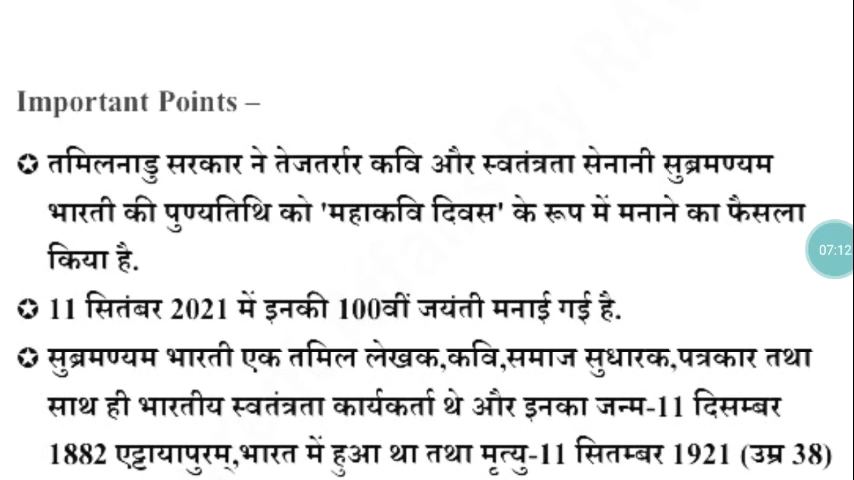 Important Points –
✪ तमिलनाडु सरकार ने तेजतर्रार कवि और स्वतंत्रता सेनानी सुब्रमण्यम
भारती की पुण्यतिथि को 'महाकवि दिवस' के रूप में मनाने का फैसला
किया है.
07:12
✪ 11 सितंबर 2021 में इनकी 100वीं जयंती मनाई गई है.
✪ सुब्रमण्यम भारती एक तमिल लेखक,कवि,समाज सुधारक,पत्रकार तथा
साथ ही भारतीय स्वतंत्रता कार्यकर्ता थे और इनका जन्म-11 दिसम्बर
1882 एट्टायापुरम्,भारत में हुआ था तथा मृत्यु-11 सितम्बर 1921 (उम्र 38)